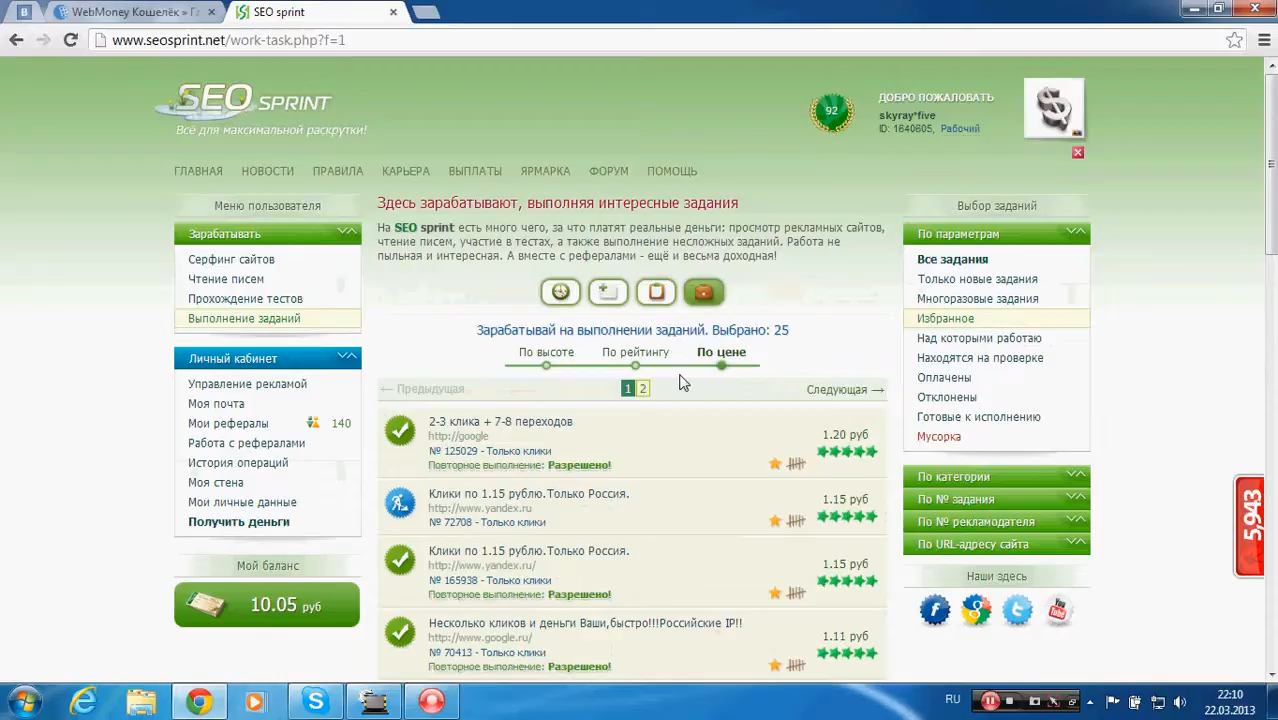 WebMoney Кошелёк » Га
SEO sprint
www.seosprint.net/work-task.php?f=1
SEO SPRINT
Всё для максимальной раскрутки!
92
ДОБРО ПОЖАЛОВАТЬ
skyray*five
ID: 1640605, Рабочий
ГЛАВНАЯ НОВОСТИ ПРАВИЛА КАРЬЕРА ВЫПЛАТЫ ЯРМАРКА ФОРУМ ПОМОЩЬ
Меню пользователя
Зарабатывать
Серфинг сайтов
Чтение писем
Прохождение тестов
Выполнение заданий
Личный кабинет
Управление рекламой
Моя почта
Мои рефералы 140
Работа с рефералами
История операций
Моя стена
Мои личные данные
Получить деньги
Мой баланс
10.05 руб
Здесь зарабатывают, выполняя интересные задания
На SEO sprint есть много чего, за что платят реальные деньги: просмотр рекламных сайтов,
чтение писем, участие в тестах, а также выполнение несложных заданий. Работа не
пыльная и интересная. А вместе с рефералами - ещё и весьма доходная!
Зарабатывай на выполнении заданий. Выбрано: 25
По высоте По рейтингу По цене
← Предыдущая 1 2 Следующая →
2-3 клика + 7-8 переходов
http://google
1.20 руб
№ 125029 - Только клики
Повторное выполнение: Разрешено!
Клики по 1.15 рублю.Только Россия.
http://www.yandex.ru
1.15 руб
№ 72708 - Только клики
Клики по 1.15 рублю.Только Россия.
http://www.yandex.ru/
1.15 руб
№ 165938 - Только клики
Повторное выполнение: Разрешено!
Несколько кликов и деньги Ваши,быстро!!!Российские IP!!
http://www.google.ru/
1.11 руб
№ 70413 - Только клики
Повторное выполнение: Разрешено!
Выбор заданий
По параметрам
Все задания
Только новые задания
Многоразовые задания
Избранное
Над которыми работаю
Находятся на проверке
Оплачены
Отклонены
Готовые к исполнению
Мусорка
По категории
По № задания
По № рекламодателя
По URL-адресу сайта
Наши здесь
5,943
RU
22:10
22.03.2013